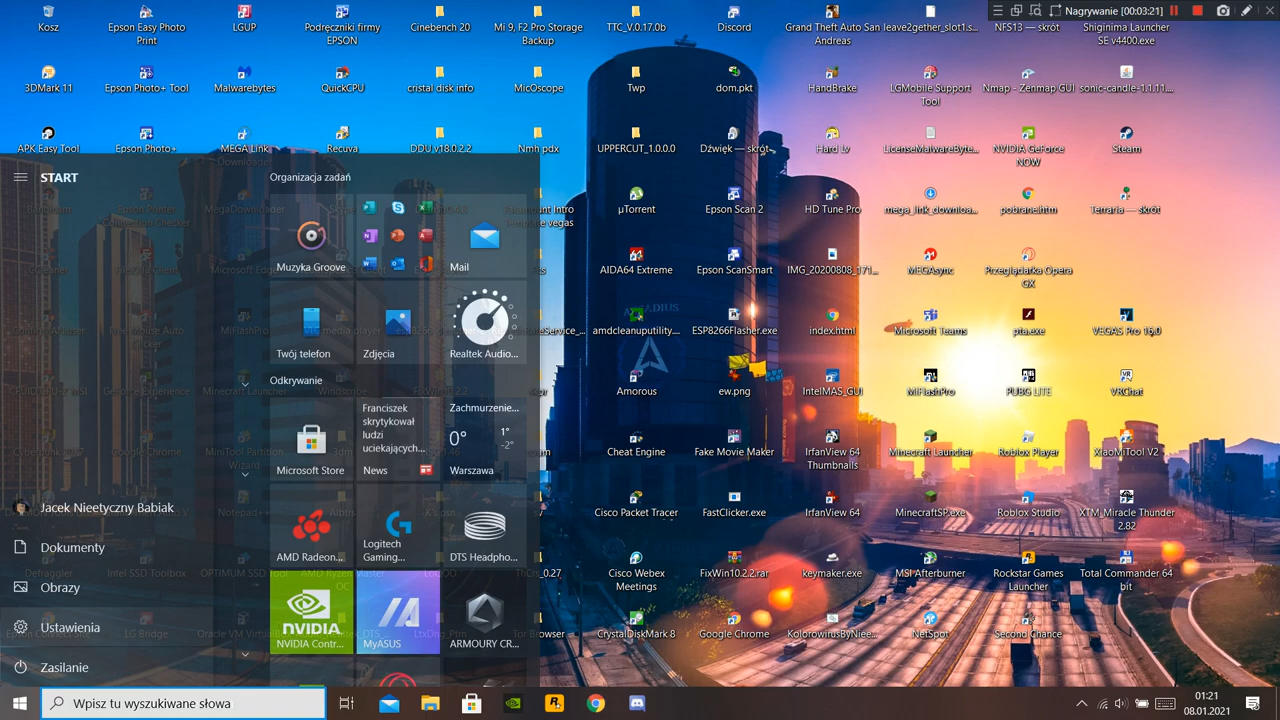 Nagrywanie [00:03:21]
Kosz
Epson Easy Photo
Print
LGUP
Podręczniki firmy
EPSON
Cinebench 20
Mi 9, F2 Pro Storage
Backup
TTC_V.0.17.0b
Discord
Grand Theft Auto San
Andreas
leave2gether_slot1.s...
NFS13 — skrót
Shiginima Launcher
SE v4400.exe
3DMark 11
Epson Photo+ Tool
Malwarebytes
QuickCPU
cristal disk info
MicOscope
Twp
dom.pkt
HandBrake
LGMobile Support
Tool
Nmap - Zenmap GUI
sonic-candle-1.1.11...
APK Easy Tool
Epson Photo+
MEGA Link
Downloader
Recuva
DDU v18.0.2.2
Nmh pdx
UPPERCUT_1.0.0.0
Dźwięk — skrót
Hard Lv
LicenseMalwareByte...
NVIDIA GeForce
NOW
Steam
START
Organizacja zadań
Muzyka Groove
Mail
Twój telefon
Zdjęcia
Realtek Audio...
Odkrywanie
Microsoft Store
Franciszek
skrytykował
ludzi
uciekających...
News
Zachmurzenie...
0°
1°
-2°
Warszawa
AMD Radeon...
Logitech
Gaming...
DTS Headpho...
NVIDIA
NVIDIA Contr...
MyASUS
ARMOURY CR...
Jacek Nieetyczny Babiak
Dokumenty
Obrazy
Ustawienia
Zasilanie
µTorrent
Epson Scan 2
HD Tune Pro
mega_link_downloa...
pobrane.htm
Terraria — skrót
AIDA64 Extreme
Epson ScanSmart
IMG_20200808_171...
MEGAsync
Przeglądarka Opera
GX
amdcleanuputility....
ESP8266Flasher.exe
index.html
Microsoft Teams
pta.exe
VEGAS Pro 16.0
Amorous
ew.png
IntelMAS_GUI
MiFlashPro
PUBG LITE
VRChat
Cheat Engine
Fake Movie Maker
IrfanView 64
Thumbnails
Minecraft Launcher
Roblox Player
XiaoMiTool V2
Cisco Packet Tracer
FastClicker.exe
IrfanView 64
MinecraftSP.exe
Roblox Studio
XTM_Miracle Thunder
2.82
Cisco Webex
Meetings
FixWin10.2.2.rar
keymaker.exe
MSI Afterburner
Rockstar Games
Launcher
Total Commander 64
bit
CrystalDiskMark 8
Google Chrome
KolorowirusByNiee...
NetSpot
Second Chance
Wpisz tu wyszukiwane słowa
01:21
08.01.2021